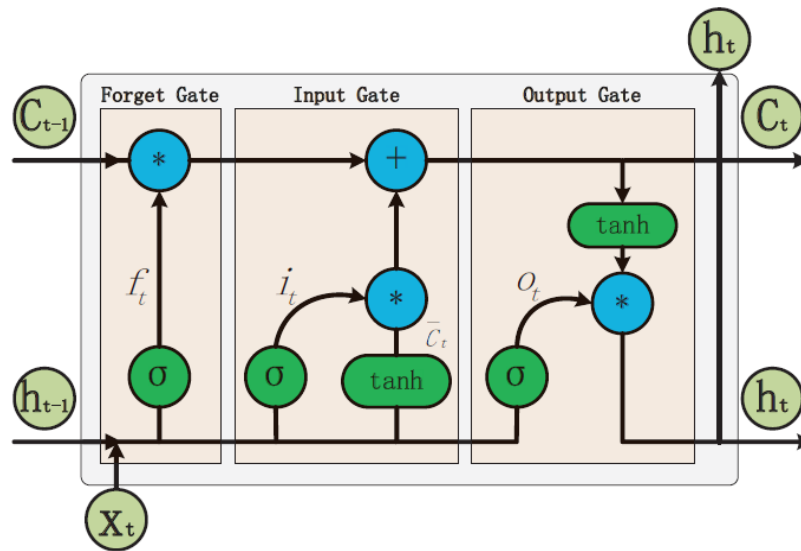 h_t
Forget Gate Input Gate Output Gate
C_{t-1} * + C_t
tanh
f_t i_t * o_t *
C̄_t
σ σ tanh σ
h_{t-1} h_t
X_t